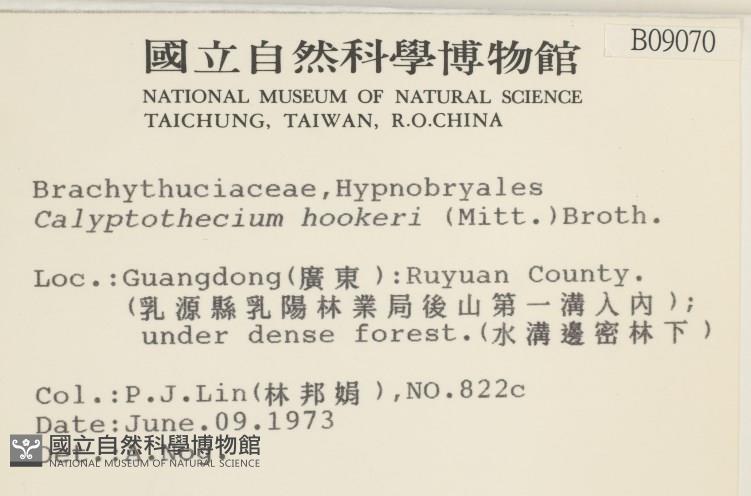 B09070
國立自然科學博物館
NATIONAL MUSEUM OF NATURAL SCIENCE
TAICHUNG, TAIWAN, R.O.CHINA
Brachythuciaceae,Hypnobryales
Calyptothecium hookeri (Mitt.)Broth.
Loc.:Guangdong(廣東):Ruyuan County.
(乳源縣乳陽林業局後山第一溝入內);
under dense forest.(水溝邊密林下)
Col.:P.J.Lin(林邦娟),NO.822c
Date:June.09.1973
Det.:A.Nog.
國立自然科學博物館
NATIONAL MUSEUM OF NATURAL SCIENCE